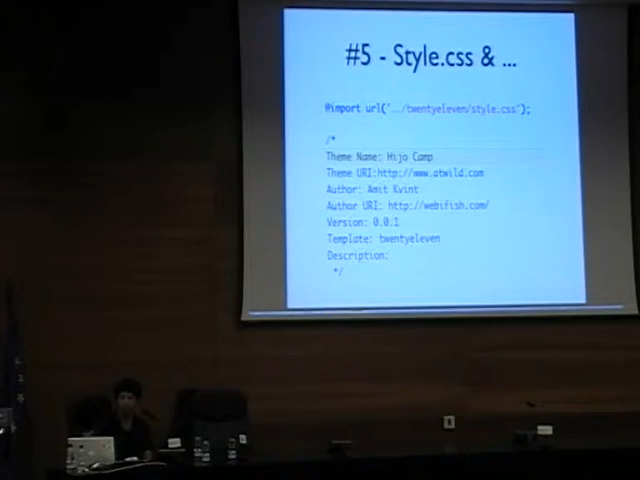 #5 - Style.css & ...
@import url("../twentyeleven/style.css");
/*
Theme Name: Hijo Camp
Theme URI:http://www.atwild.com
Author: Amit Kvint
Author URI: http://webifish.com/
Version: 0.0.1
Template: twentyeleven
Description:
*/